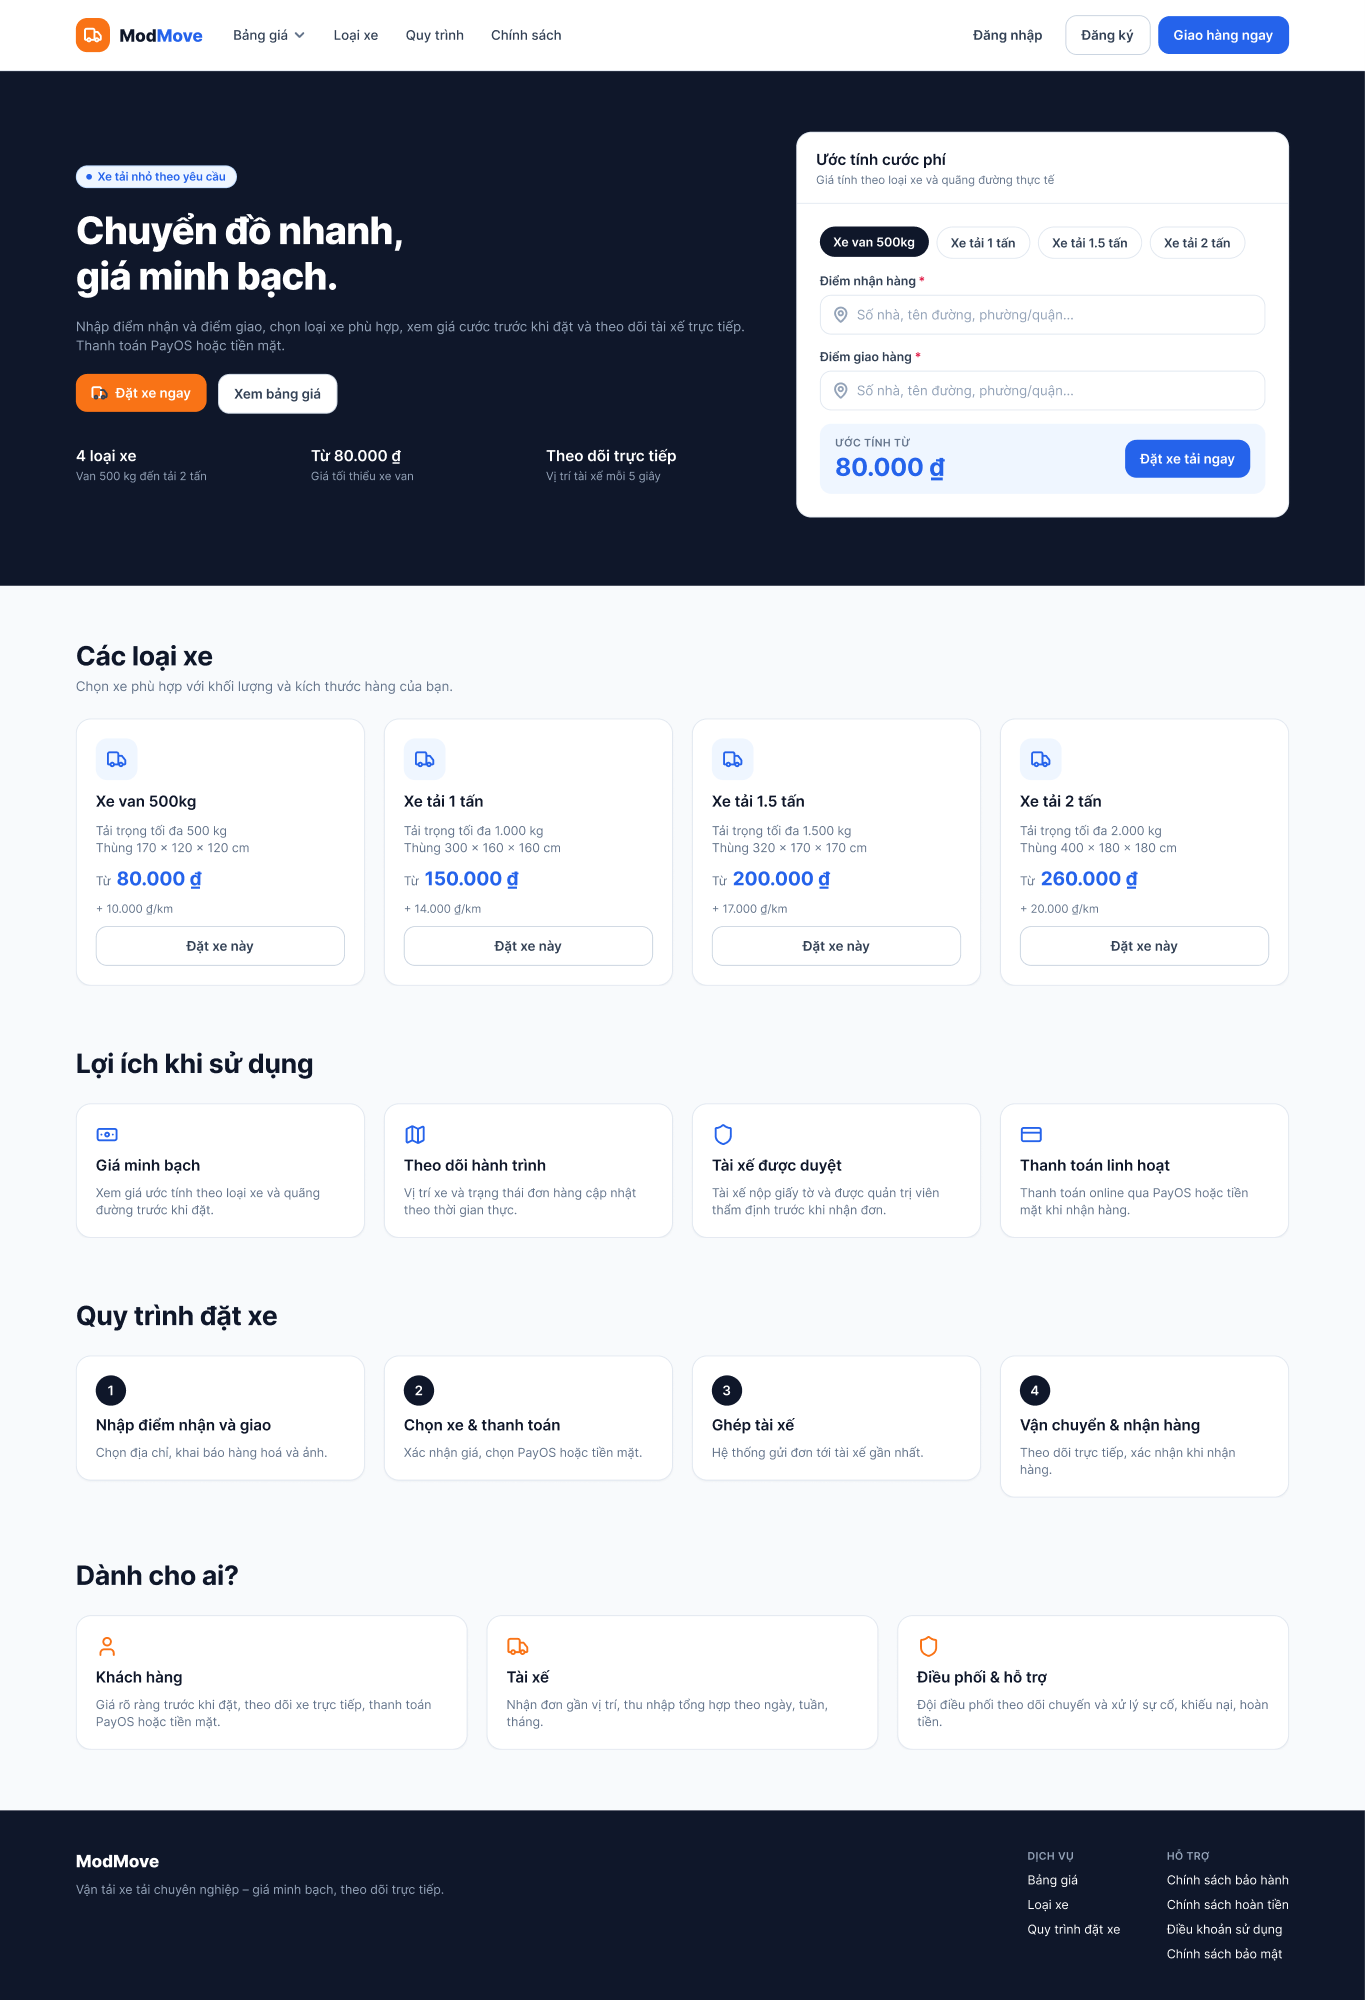 ModMove
Bảng giá
Loại xe
Quy trình
Chính sách
Đăng nhập
Đăng ký
Giao hàng ngay
Xe tải nhỏ theo yêu cầu
Chuyển đồ nhanh,
giá minh bạch.
Nhập điểm nhận và điểm giao, chọn loại xe phù hợp, xem giá cước trước khi đặt và theo dõi tài xế trực tiếp.
Thanh toán PayOS hoặc tiền mặt.
Đặt xe ngay
Xem bảng giá
4 loại xe
Van 500 kg đến tải 2 tấn
Từ 80.000 ₫
Giá tối thiểu xe van
Theo dõi trực tiếp
Vị trí tài xế mỗi 5 giây
Ước tính cước phí
Giá tính theo loại xe và quãng đường thực tế
Xe van 500kg
Xe tải 1 tấn
Xe tải 1.5 tấn
Xe tải 2 tấn
Điểm nhận hàng *
Số nhà, tên đường, phường/quận...
Điểm giao hàng *
Số nhà, tên đường, phường/quận...
ƯỚC TÍNH TỪ
80.000 ₫
Đặt xe tải ngay
Các loại xe
Chọn xe phù hợp với khối lượng và kích thước hàng của bạn.
Xe van 500kg
Tải trọng tối đa 500 kg
Thùng 170 × 120 × 120 cm
Từ 80.000 ₫
+ 10.000 ₫/km
Đặt xe này
Xe tải 1 tấn
Tải trọng tối đa 1.000 kg
Thùng 300 × 160 × 160 cm
Từ 150.000 ₫
+ 14.000 ₫/km
Đặt xe này
Xe tải 1.5 tấn
Tải trọng tối đa 1.500 kg
Thùng 320 × 170 × 170 cm
Từ 200.000 ₫
+ 17.000 ₫/km
Đặt xe này
Xe tải 2 tấn
Tải trọng tối đa 2.000 kg
Thùng 400 × 180 × 180 cm
Từ 260.000 ₫
+ 20.000 ₫/km
Đặt xe này
Lợi ích khi sử dụng
Giá minh bạch
Xem giá ước tính theo loại xe và quãng
đường trước khi đặt.
Theo dõi hành trình
Vị trí xe và trạng thái đơn hàng cập nhật
theo thời gian thực.
Tài xế được duyệt
Tài xế nộp giấy tờ và được quản trị viên
thẩm định trước khi nhận đơn.
Thanh toán linh hoạt
Thanh toán online qua PayOS hoặc tiền
mặt khi nhận hàng.
Quy trình đặt xe
1
Nhập điểm nhận và giao
Chọn địa chỉ, khai báo hàng hoá và ảnh.
2
Chọn xe & thanh toán
Xác nhận giá, chọn PayOS hoặc tiền mặt.
3
Ghép tài xế
Hệ thống gửi đơn tới tài xế gần nhất.
4
Vận chuyển & nhận hàng
Theo dõi trực tiếp, xác nhận khi nhận
hàng.
Dành cho ai?
Khách hàng
Giá rõ ràng trước khi đặt, theo dõi xe trực tiếp, thanh toán
PayOS hoặc tiền mặt.
Tài xế
Nhận đơn gần vị trí, thu nhập tổng hợp theo ngày, tuần,
tháng.
Điều phối & hỗ trợ
Đội điều phối theo dõi chuyến và xử lý sự cố, khiếu nại, hoàn
tiền.
ModMove
Vận tải xe tải chuyên nghiệp – giá minh bạch, theo dõi trực tiếp.
DỊCH VỤ
Bảng giá
Loại xe
Quy trình đặt xe
HỖ TRỢ
Chính sách bảo hành
Chính sách hoàn tiền
Điều khoản sử dụng
Chính sách bảo mật